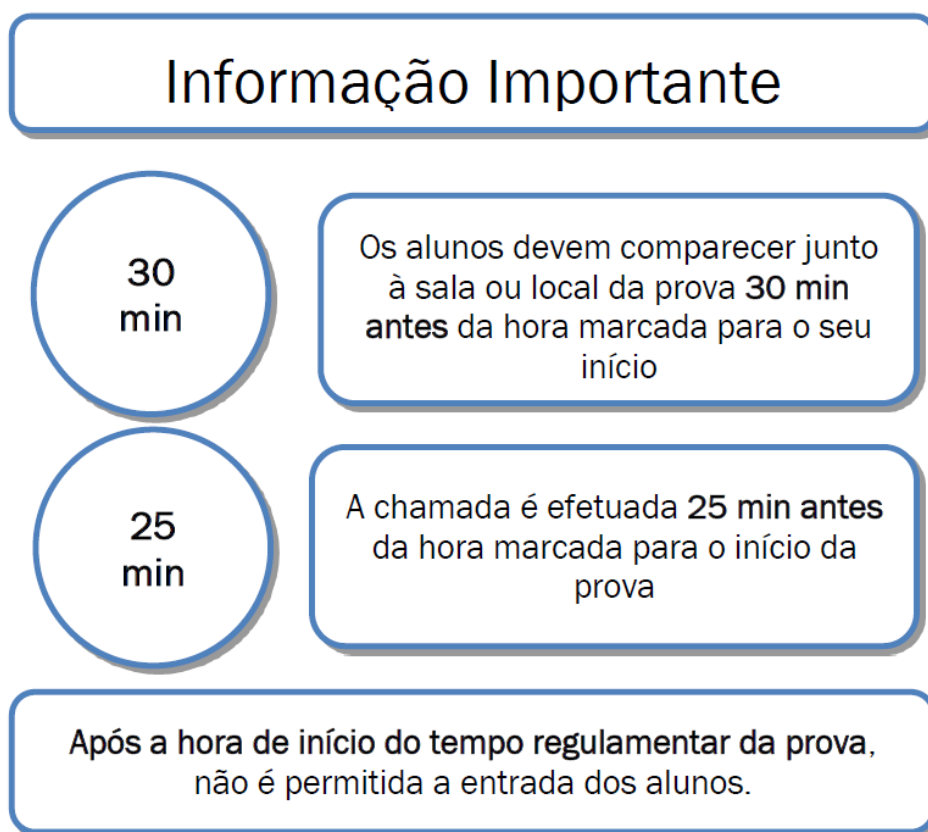 Informação Importante
30
min
Os alunos devem comparecer junto
à sala ou local da prova 30 min
antes da hora marcada para o seu
início
25
min
A chamada é efetuada 25 min antes
da hora marcada para o início da
prova
Após a hora de início do tempo regulamentar da prova,
não é permitida a entrada dos alunos.